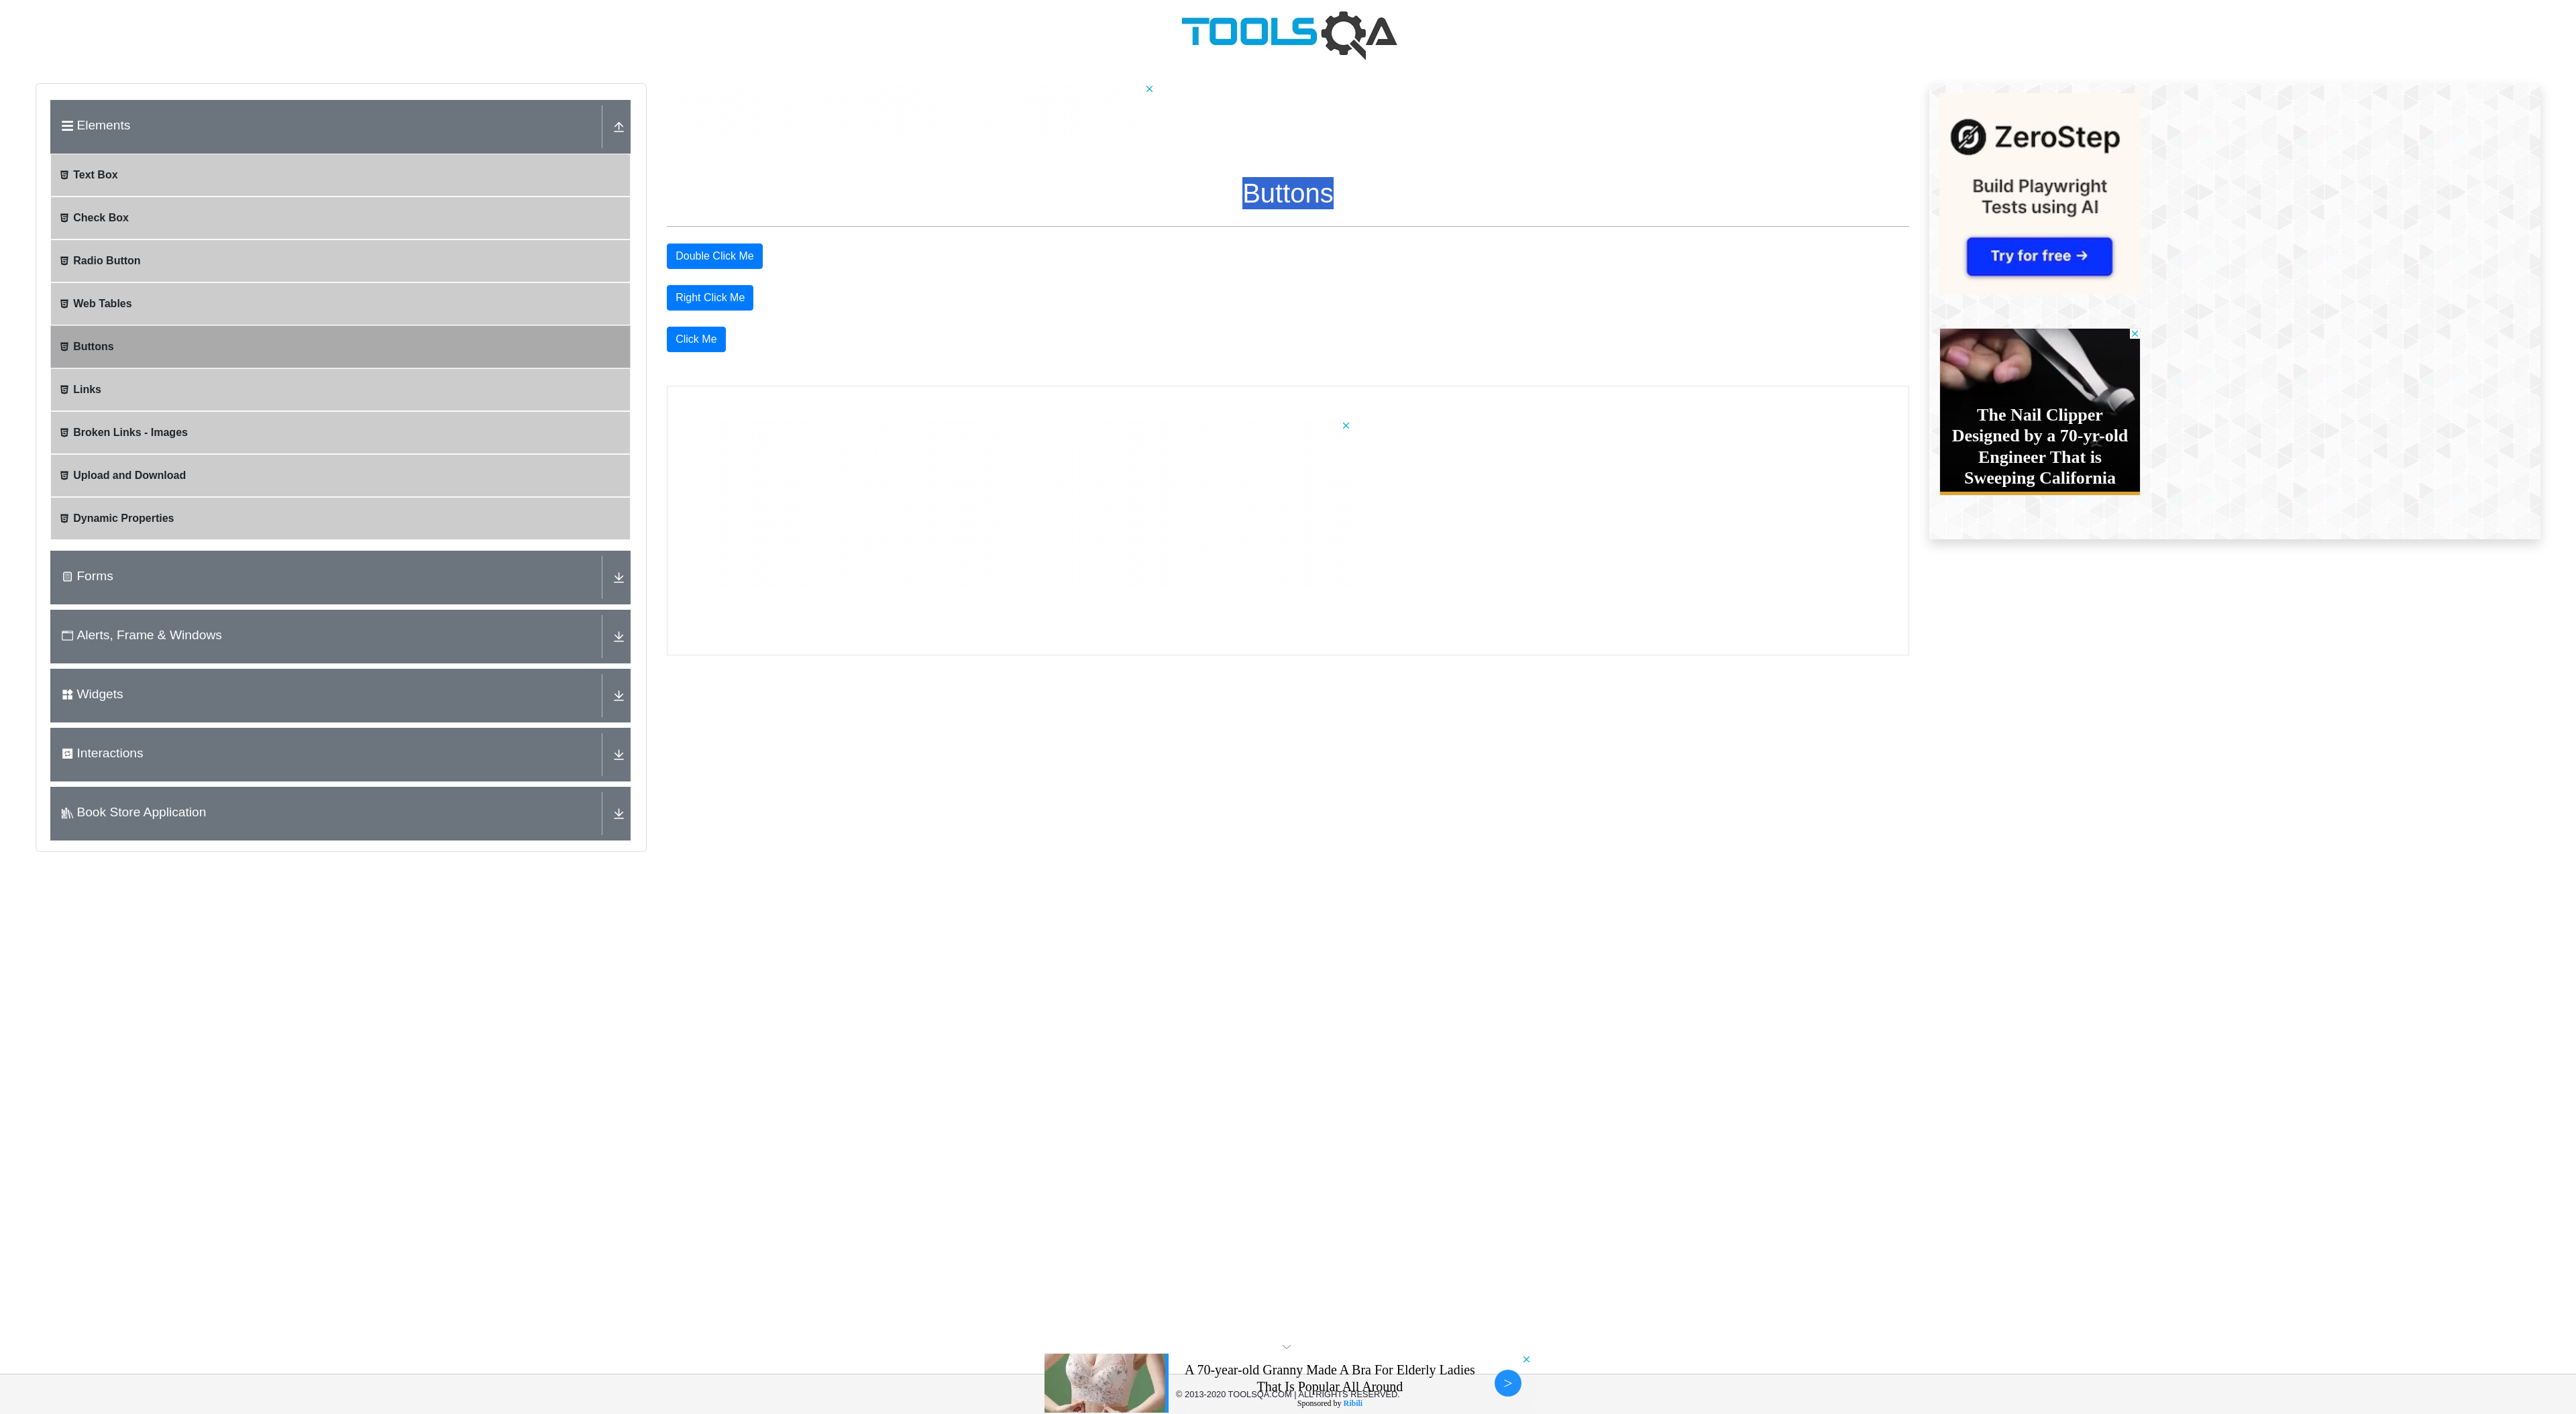 TOOLSQA
Elements
Text Box
Check Box
Radio Button
Web Tables
Buttons
Links
Broken Links - Images
Upload and Download
Dynamic Properties
Forms
Alerts, Frame & Windows
Widgets
Interactions
Book Store Application
Buttons
Double Click Me
Right Click Me
Click Me
ZeroStep
Build Playwright
Tests using AI
Try for free →
The Nail Clipper
Designed by a 70-yr-old
Engineer That is
Sweeping California
A 70-year-old Granny Made A Bra For Elderly Ladies
That Is Popular All Around
© 2013-2020 TOOLSQA.COM | ALL RIGHTS RESERVED.
Sponsored by Ribili